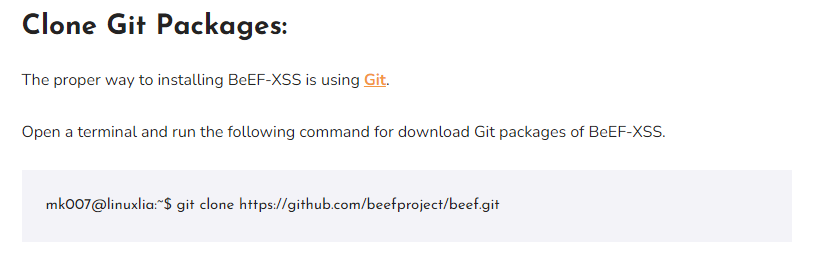 Clone Git Packages:
The proper way to installing BeEF-XSS is using Git.
Open a terminal and run the following command for download Git packages of BeEF-XSS.
mk007@linuxlia:~$ git clone https://github.com/beefproject/beef.git